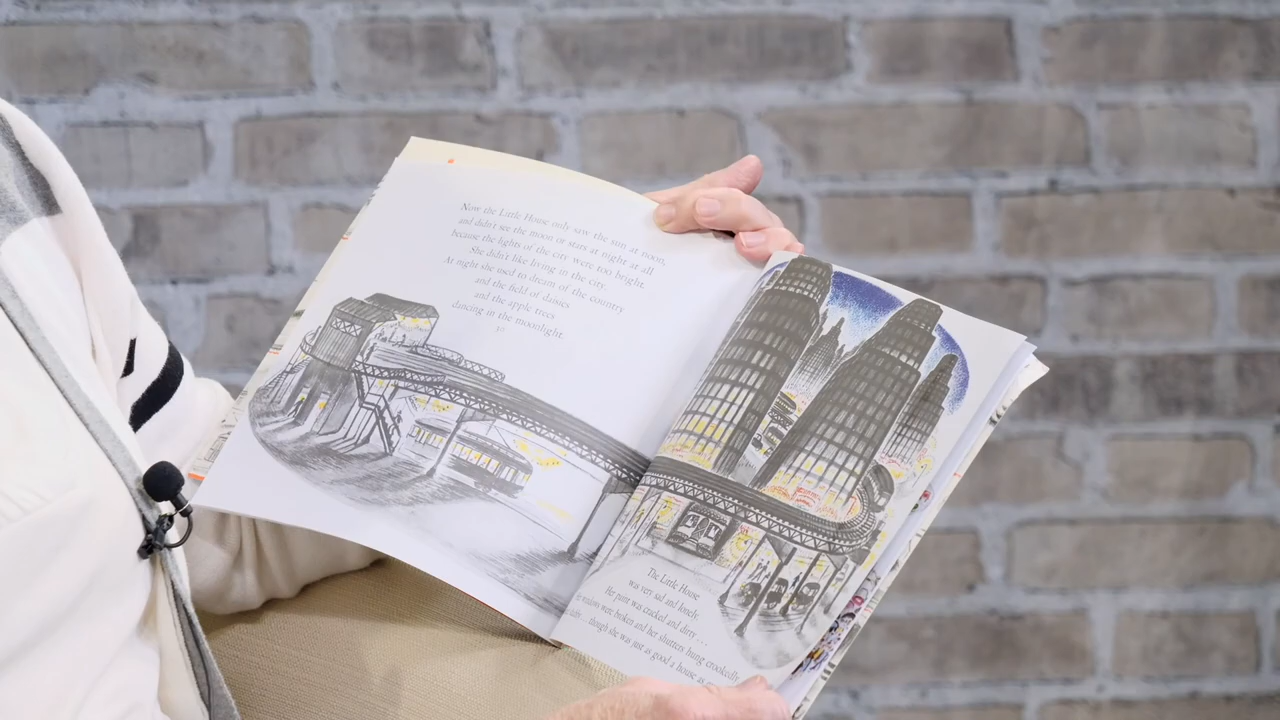 Now the Little House only saw the sun at noon,
and didn't see the moon or stars at night at all
because the lights of the city were too bright.
She didn't like living in the city.
At night she used to dream of the country
and the field of daisies
and the apple trees
dancing in the moonlight.
The Little House
was very sad and lonely.
Her paint was cracked and dirty . . .
windows were broken and her shutters hung crookedly.
though she was just as good a house as